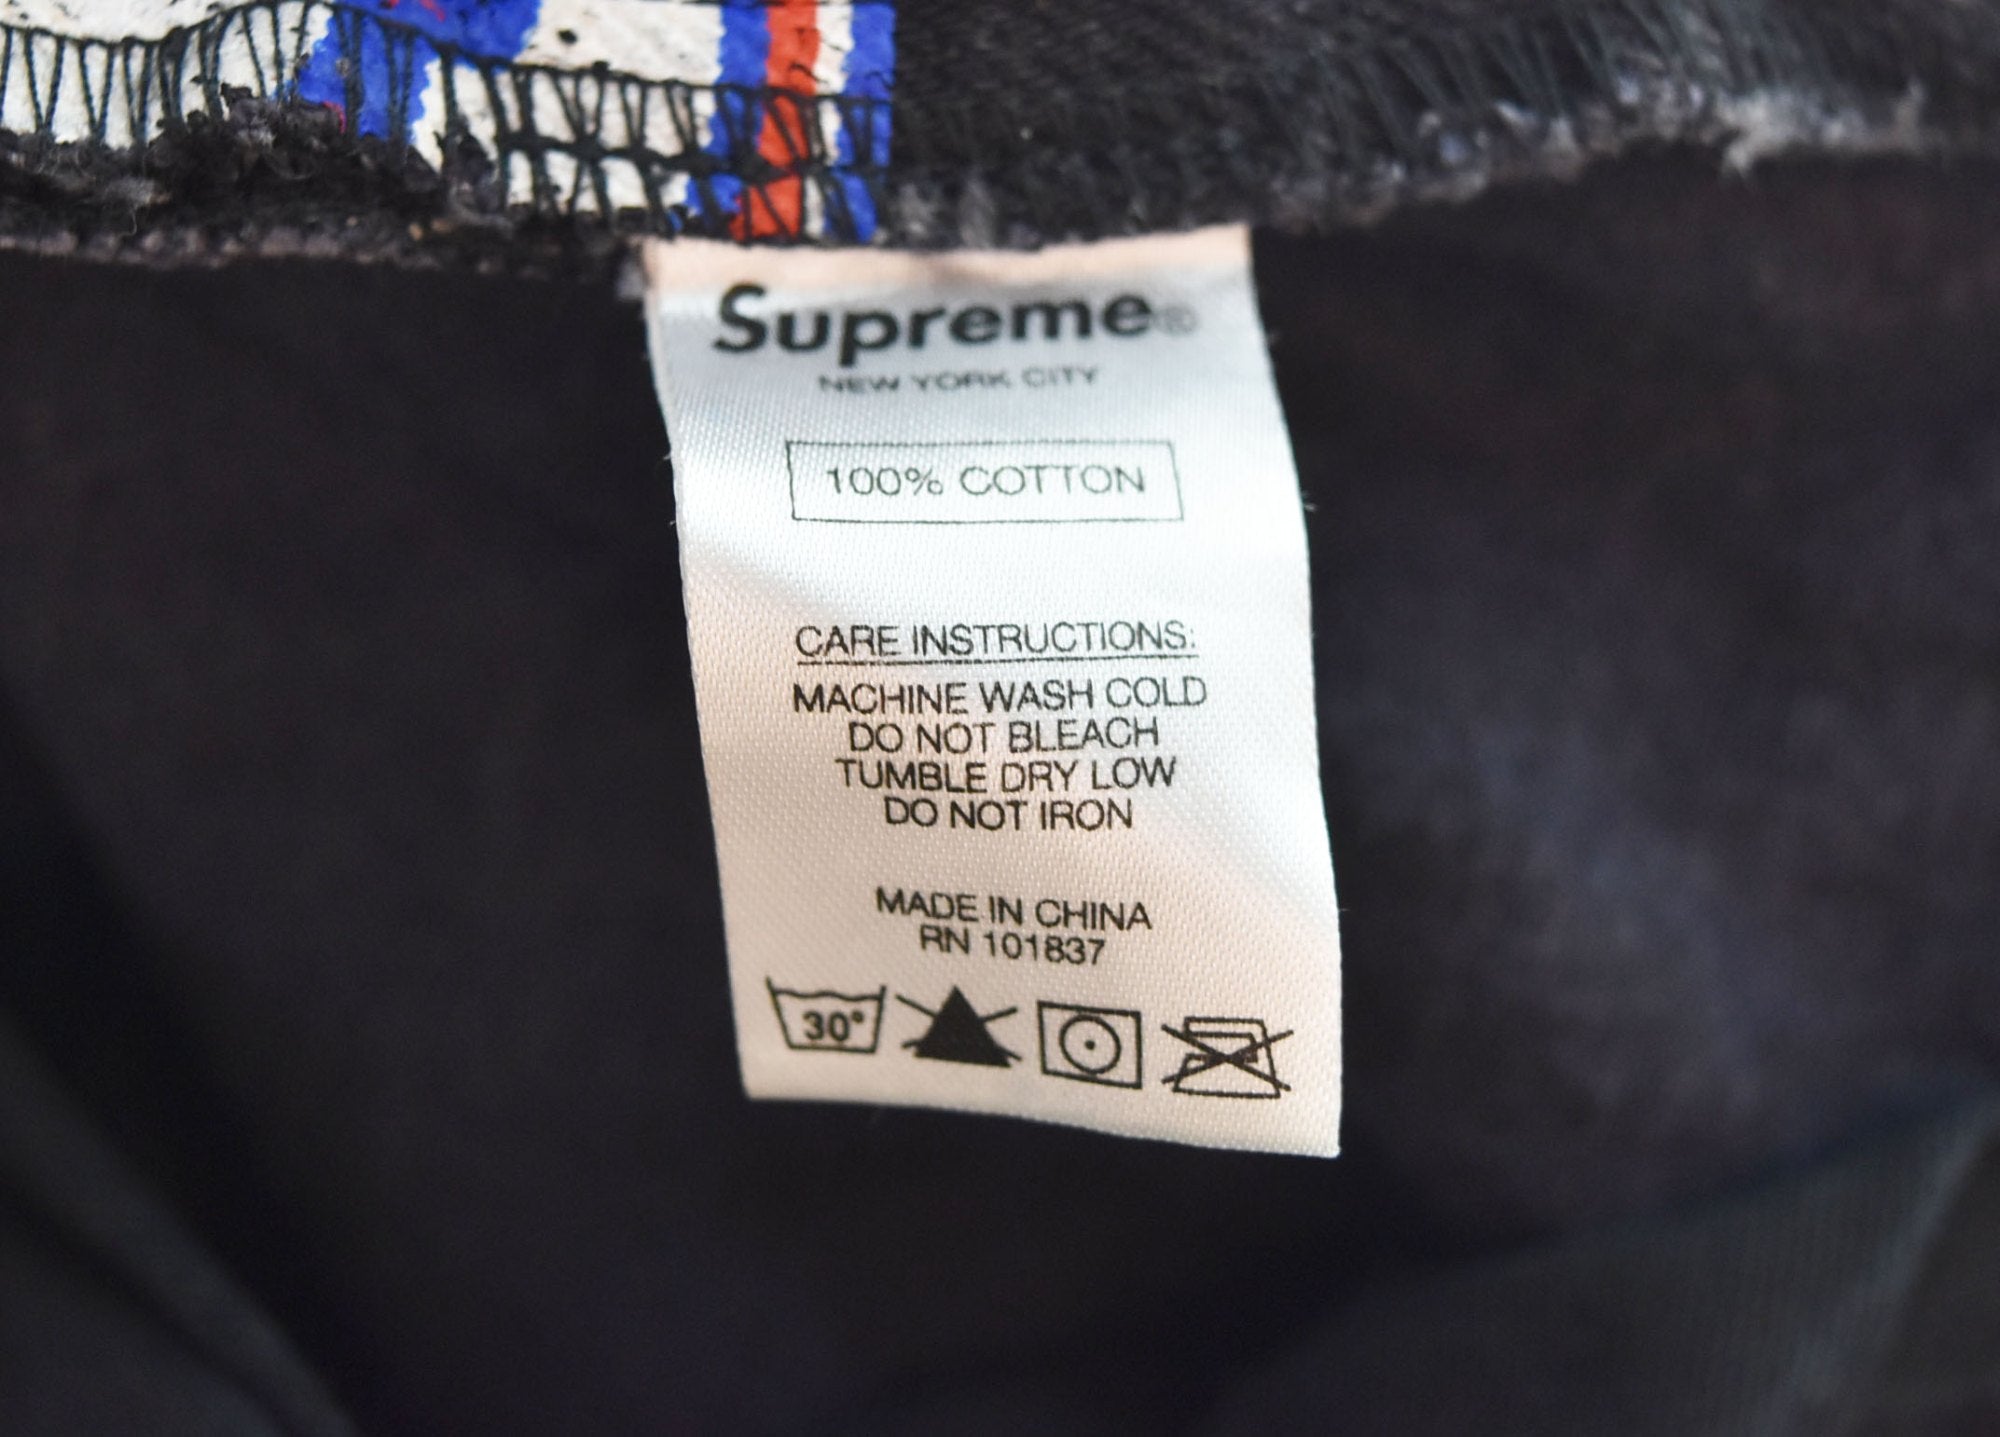 Supreme®
NEW YORK CITY
100% COTTON
CARE INSTRUCTIONS:
MACHINE WASH COLD
DO NOT BLEACH
TUMBLE DRY LOW
DO NOT IRON
MADE IN CHINA
RN 101837
30°